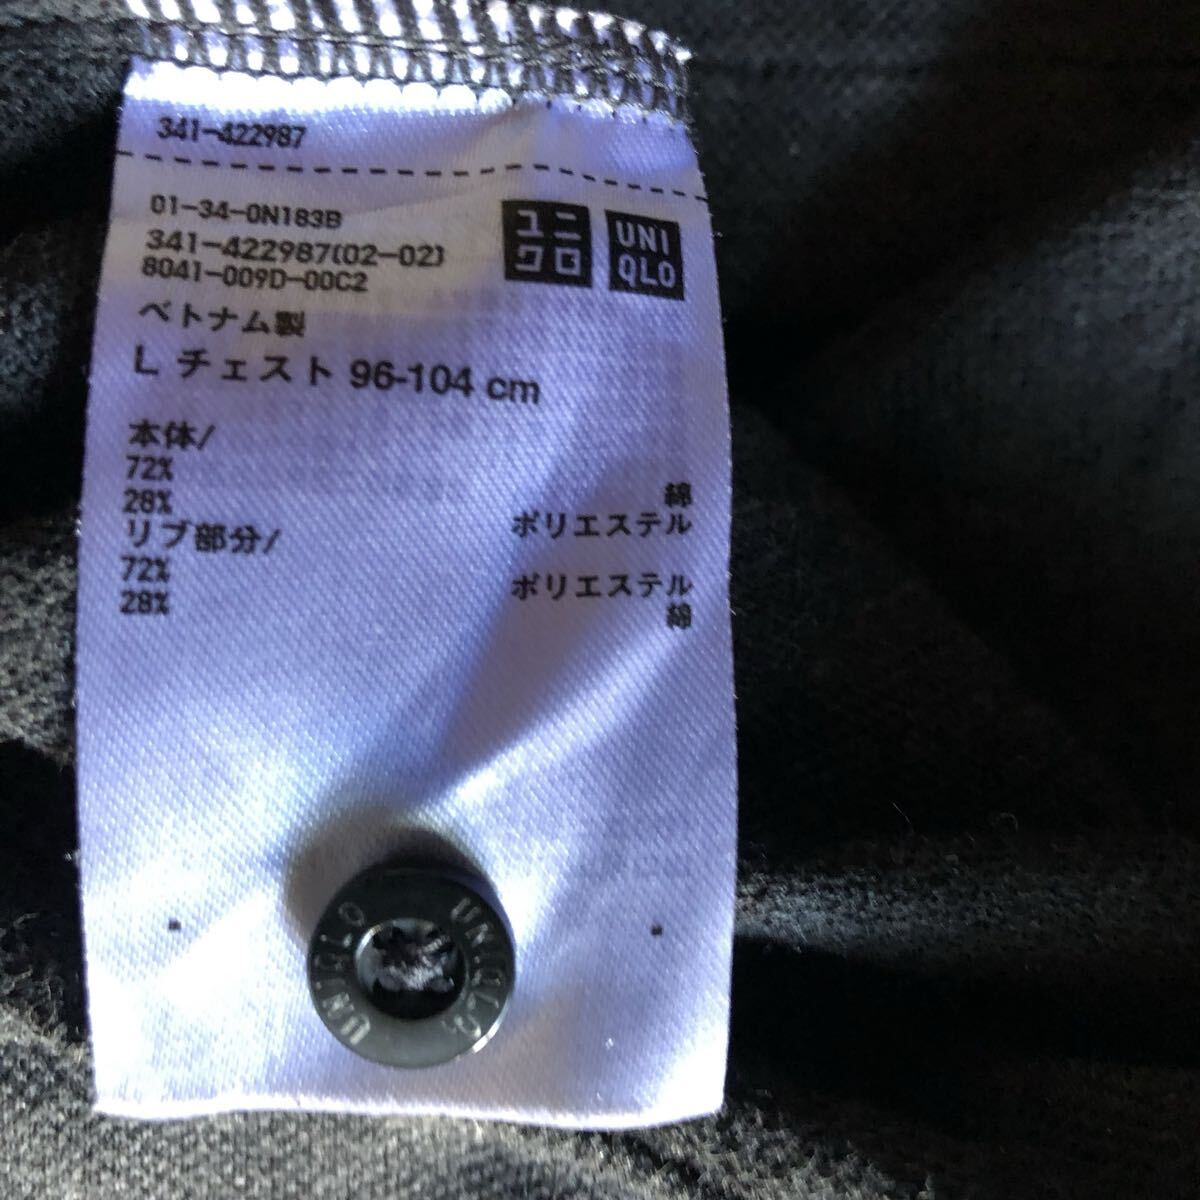 341-422987
01-34-0N183B
341-422987(02-02)
8041-009D-00C2
ユニ
クロ
UNI
QLO
ベトナム製
L チェスト 96-104 cm
本体/
72% 綿
28% ポリエステル
リブ部分/
72% ポリエステル
28% 綿
UNIQLO UNIQLO